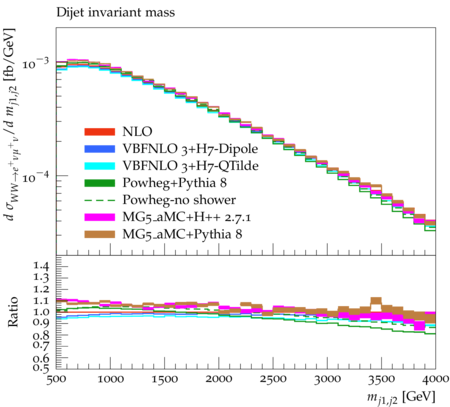 Dijet invariant mass
d σ_{WW→e⁺νμ⁺ν}/d m_{j1,j2} [fb/GeV]
10⁻³
10⁻⁴
NLO
VBFNLO 3+H7-Dipole
VBFNLO 3+H7-QTilde
Powheg+Pythia 8
Powheg-no shower
MG5_aMC+H++ 2.7.1
MG5_aMC+Pythia 8
Ratio
1.4
1.3
1.2
1.1
1.0
0.9
0.8
0.7
0.6
0.5
500 1000 1500 2000 2500 3000 3500 4000
m_{j1,j2} [GeV]